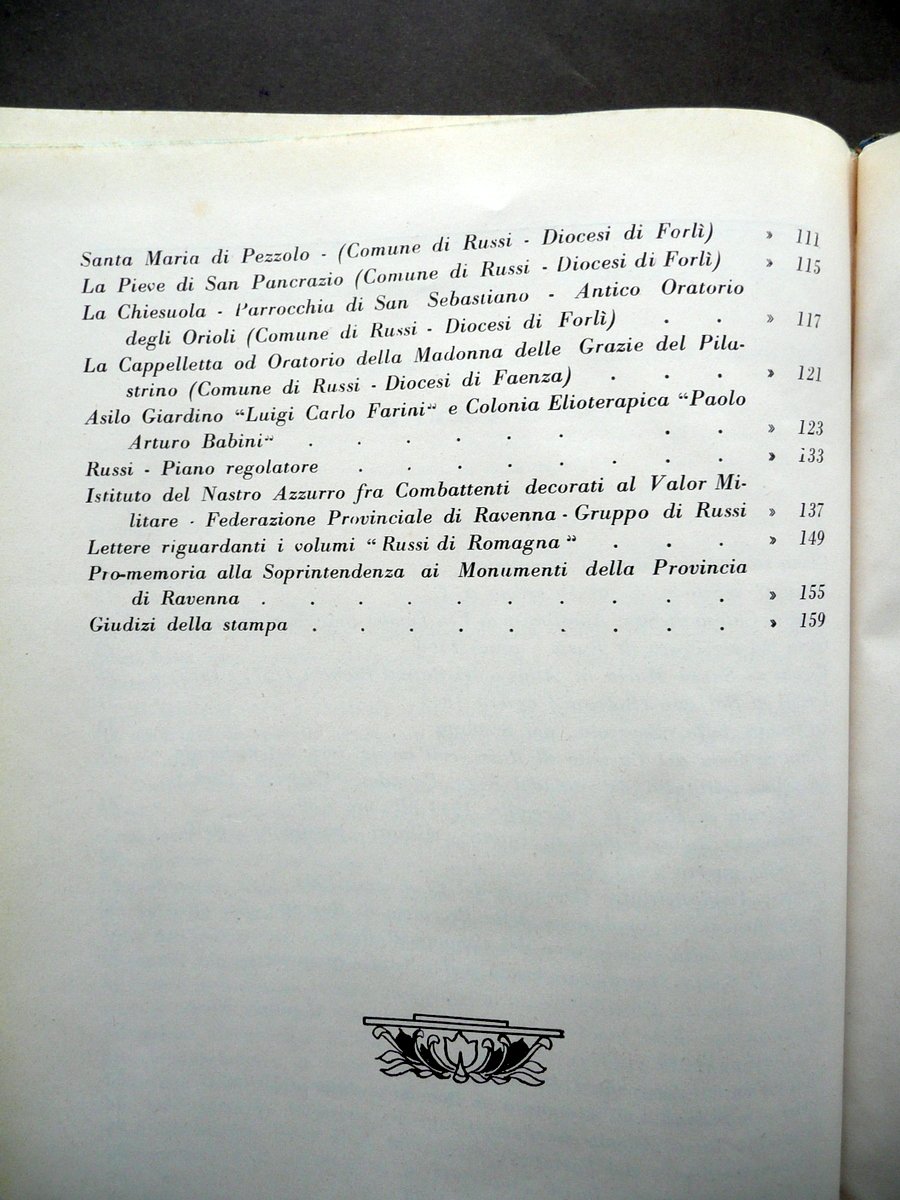 Santa Maria di Pezzolo - (Comune di Russi - Diocesi di Forlì) » 111
La Pieve di San Pancrazio (Comune di Russi - Diocesi di Forlì) » 115
La Chiesuola - Parrocchia di San Sebastiano - Antico Oratorio
degli Orioli (Comune di Russi - Diocesi di Forlì) . . » 117
La Cappelletta od Oratorio della Madonna delle Grazie del Pila-
strino (Comune di Russi - Diocesi di Faenza) . . . » 121
Asilo Giardino “Luigi Carlo Farini“ e Colonia Elioterapica “Paolo
Arturo Babini“ . . . . . . . . » 123
Russi - Piano regolatore . . . . . . . . » 133
Istituto del Nastro Azzurro fra Combattenti decorati al Valor Mi-
litare - Federazione Provinciale di Ravenna - Gruppo di Russi » 137
Lettere riguardanti i volumi “Russi di Romagna” . . . » 149
Pro-memoria alla Soprintendenza ai Monumenti della Provincia
di Ravenna . . . . . . . . . . » 155
Giudizi della stampa . . . . . . . . . » 159